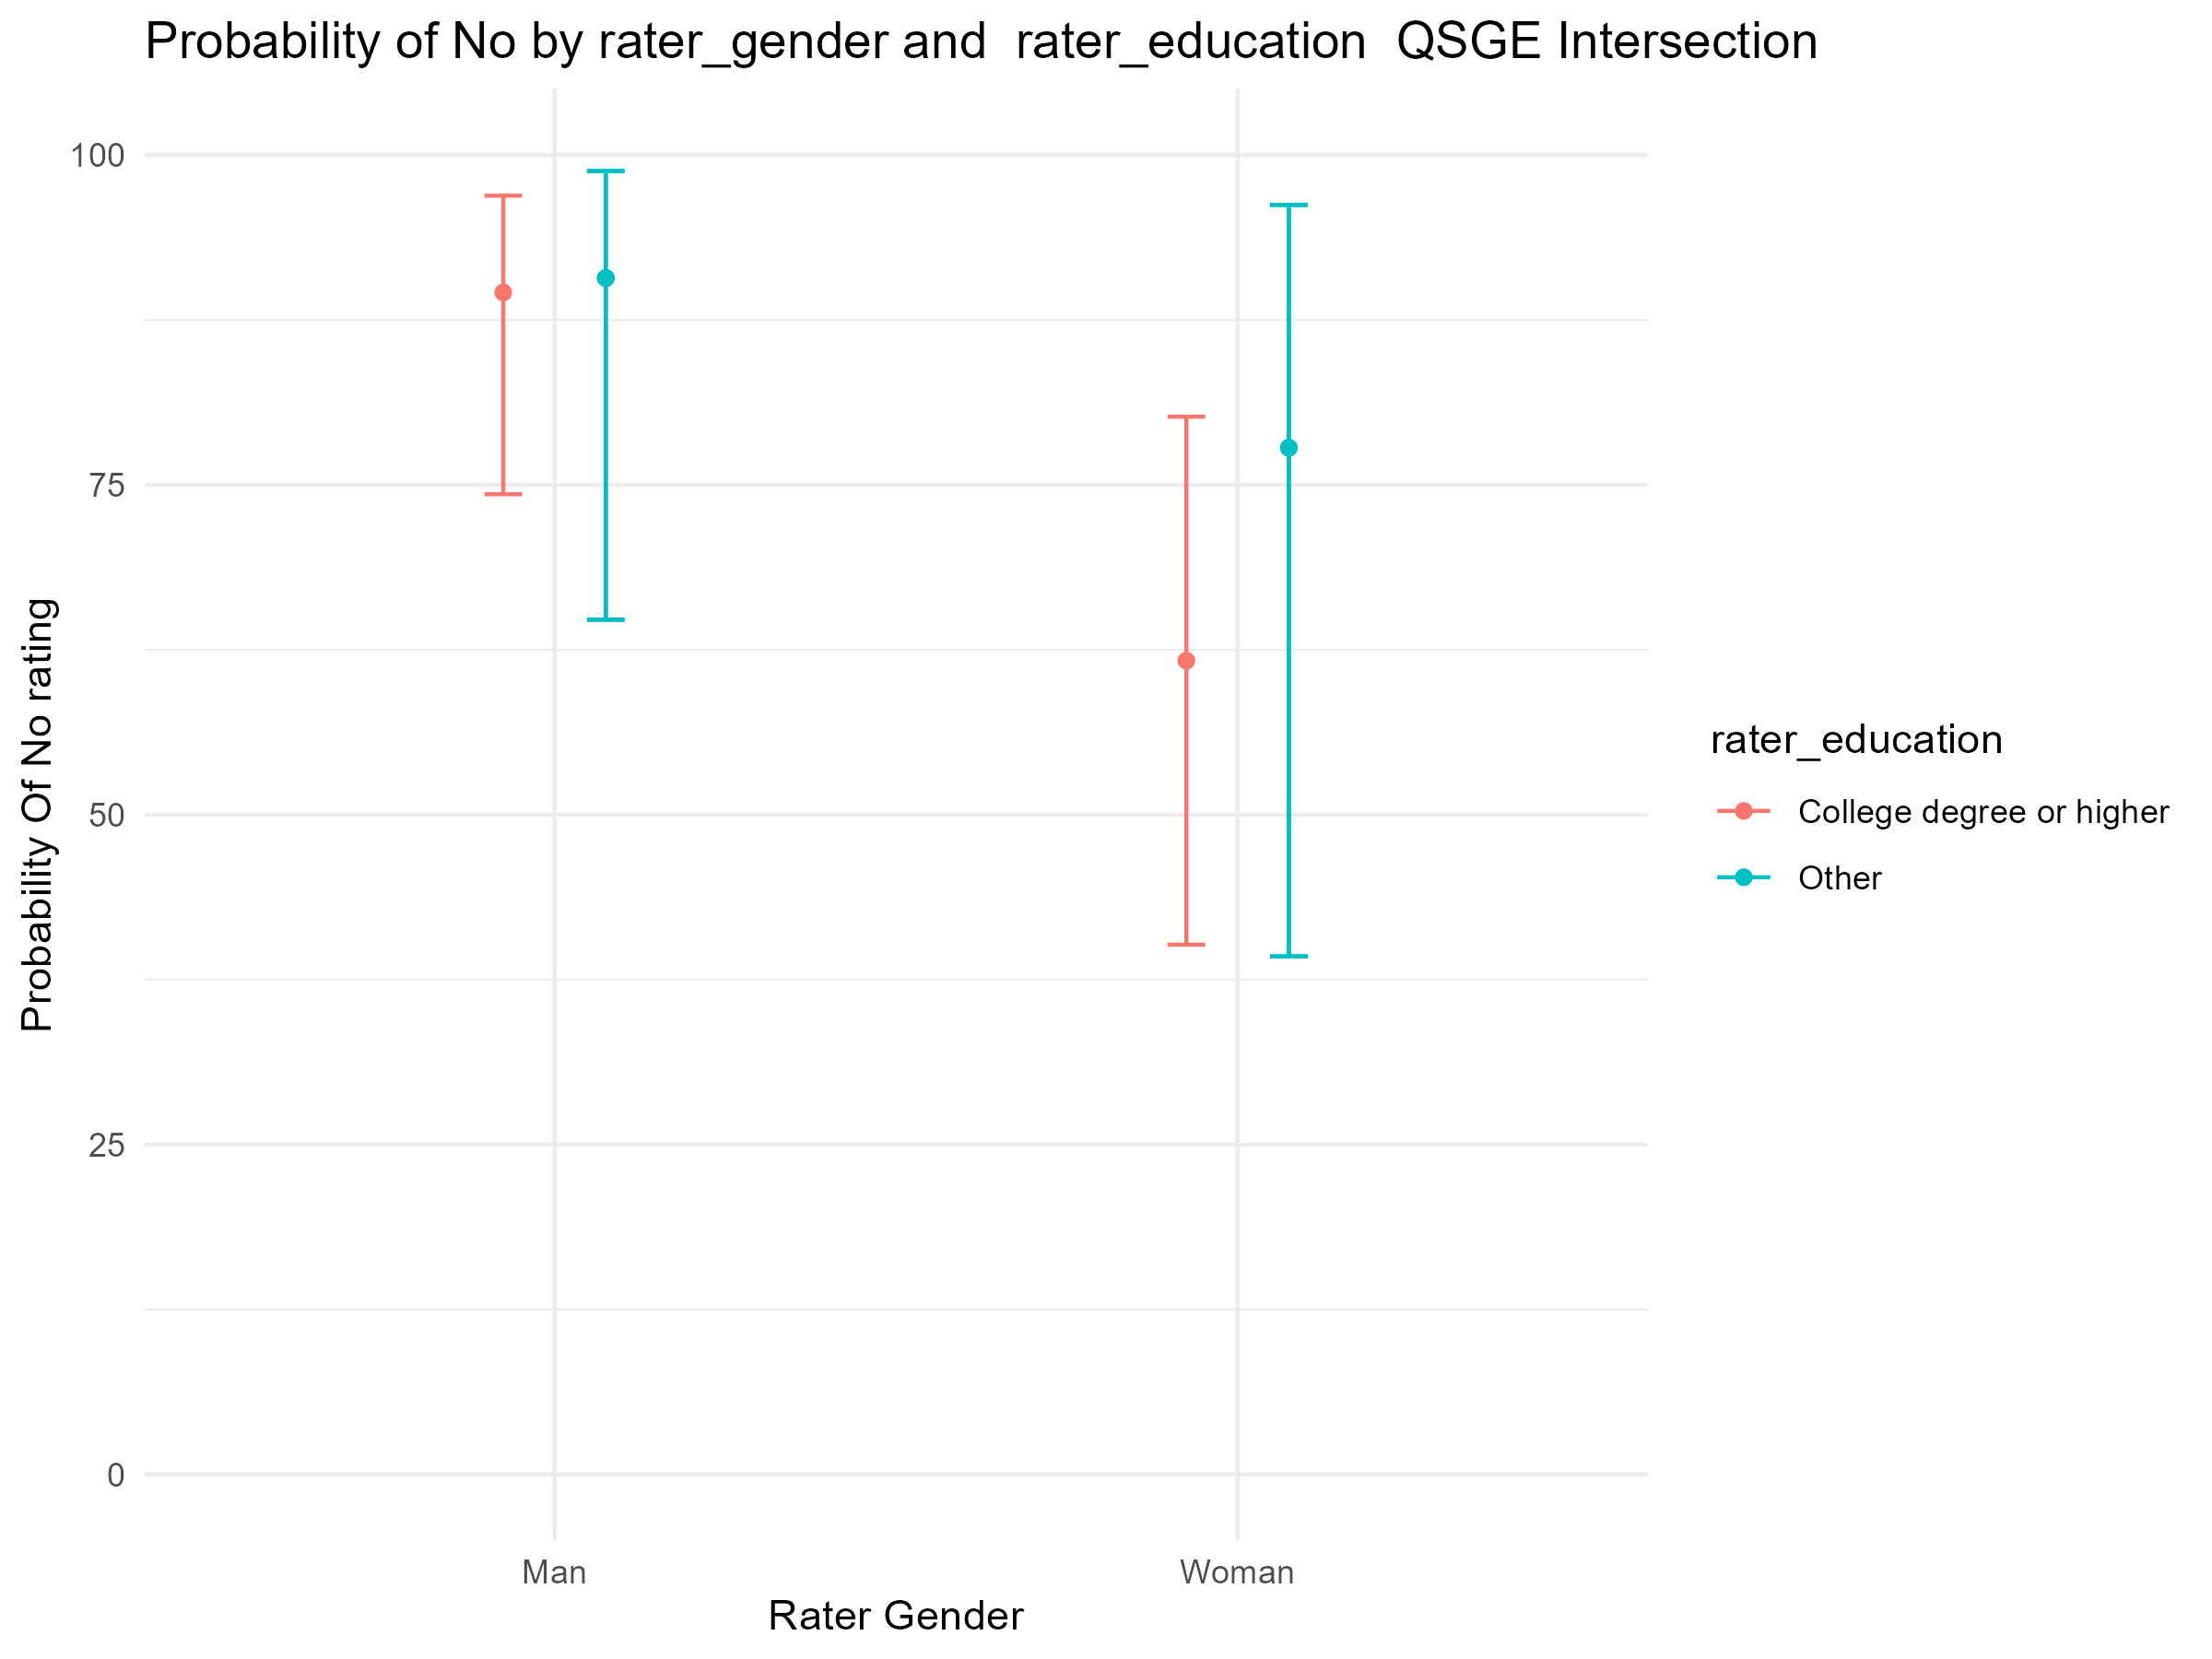 Probability of No by rater_gender and  rater_education  QSGE Intersection
100
75
50
25
0
Probability Of No rating
Man
Woman
Rater Gender
rater_education
College degree or higher
Other